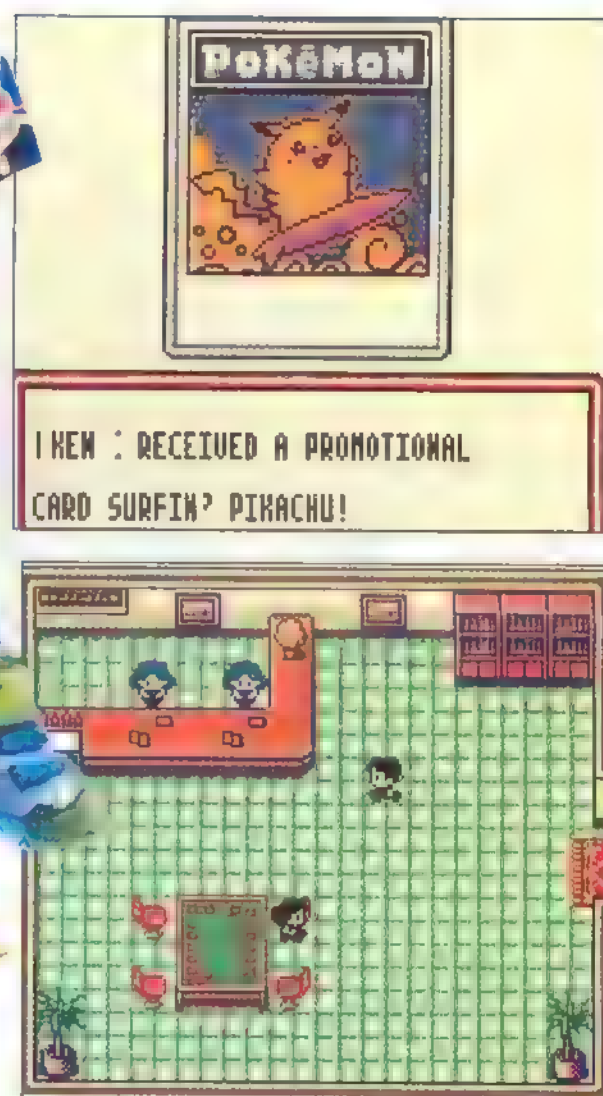 POKéMON
I KEN : RECEIVED A PROMOTIONAL
CARD SURFIN' PIKACHU!